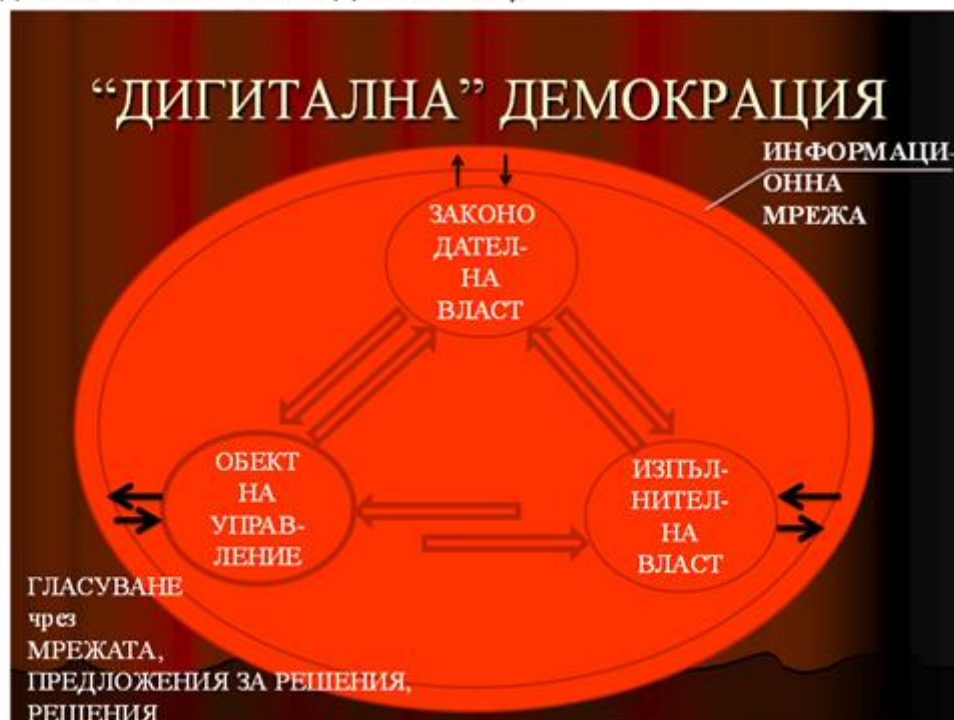 “ДИГИТАЛНА” ДЕМОКРАЦИЯ
ИНФОРМАЦИ-
ОННА
МРЕЖА
ЗАКОНО
ДАТЕЛ-
НА
ВЛАСТ
ОБЕКТ
НА
УПРАВ-
ЛЕНИЕ
ИЗПЪЛ-
НИТЕЛ-
НА
ВЛАСТ
ГЛАСУВАНЕ
чрез
МРЕЖАТА,
ПРЕДЛОЖЕНИЯ ЗА РЕШЕНИЯ,
РЕШЕНИЯ